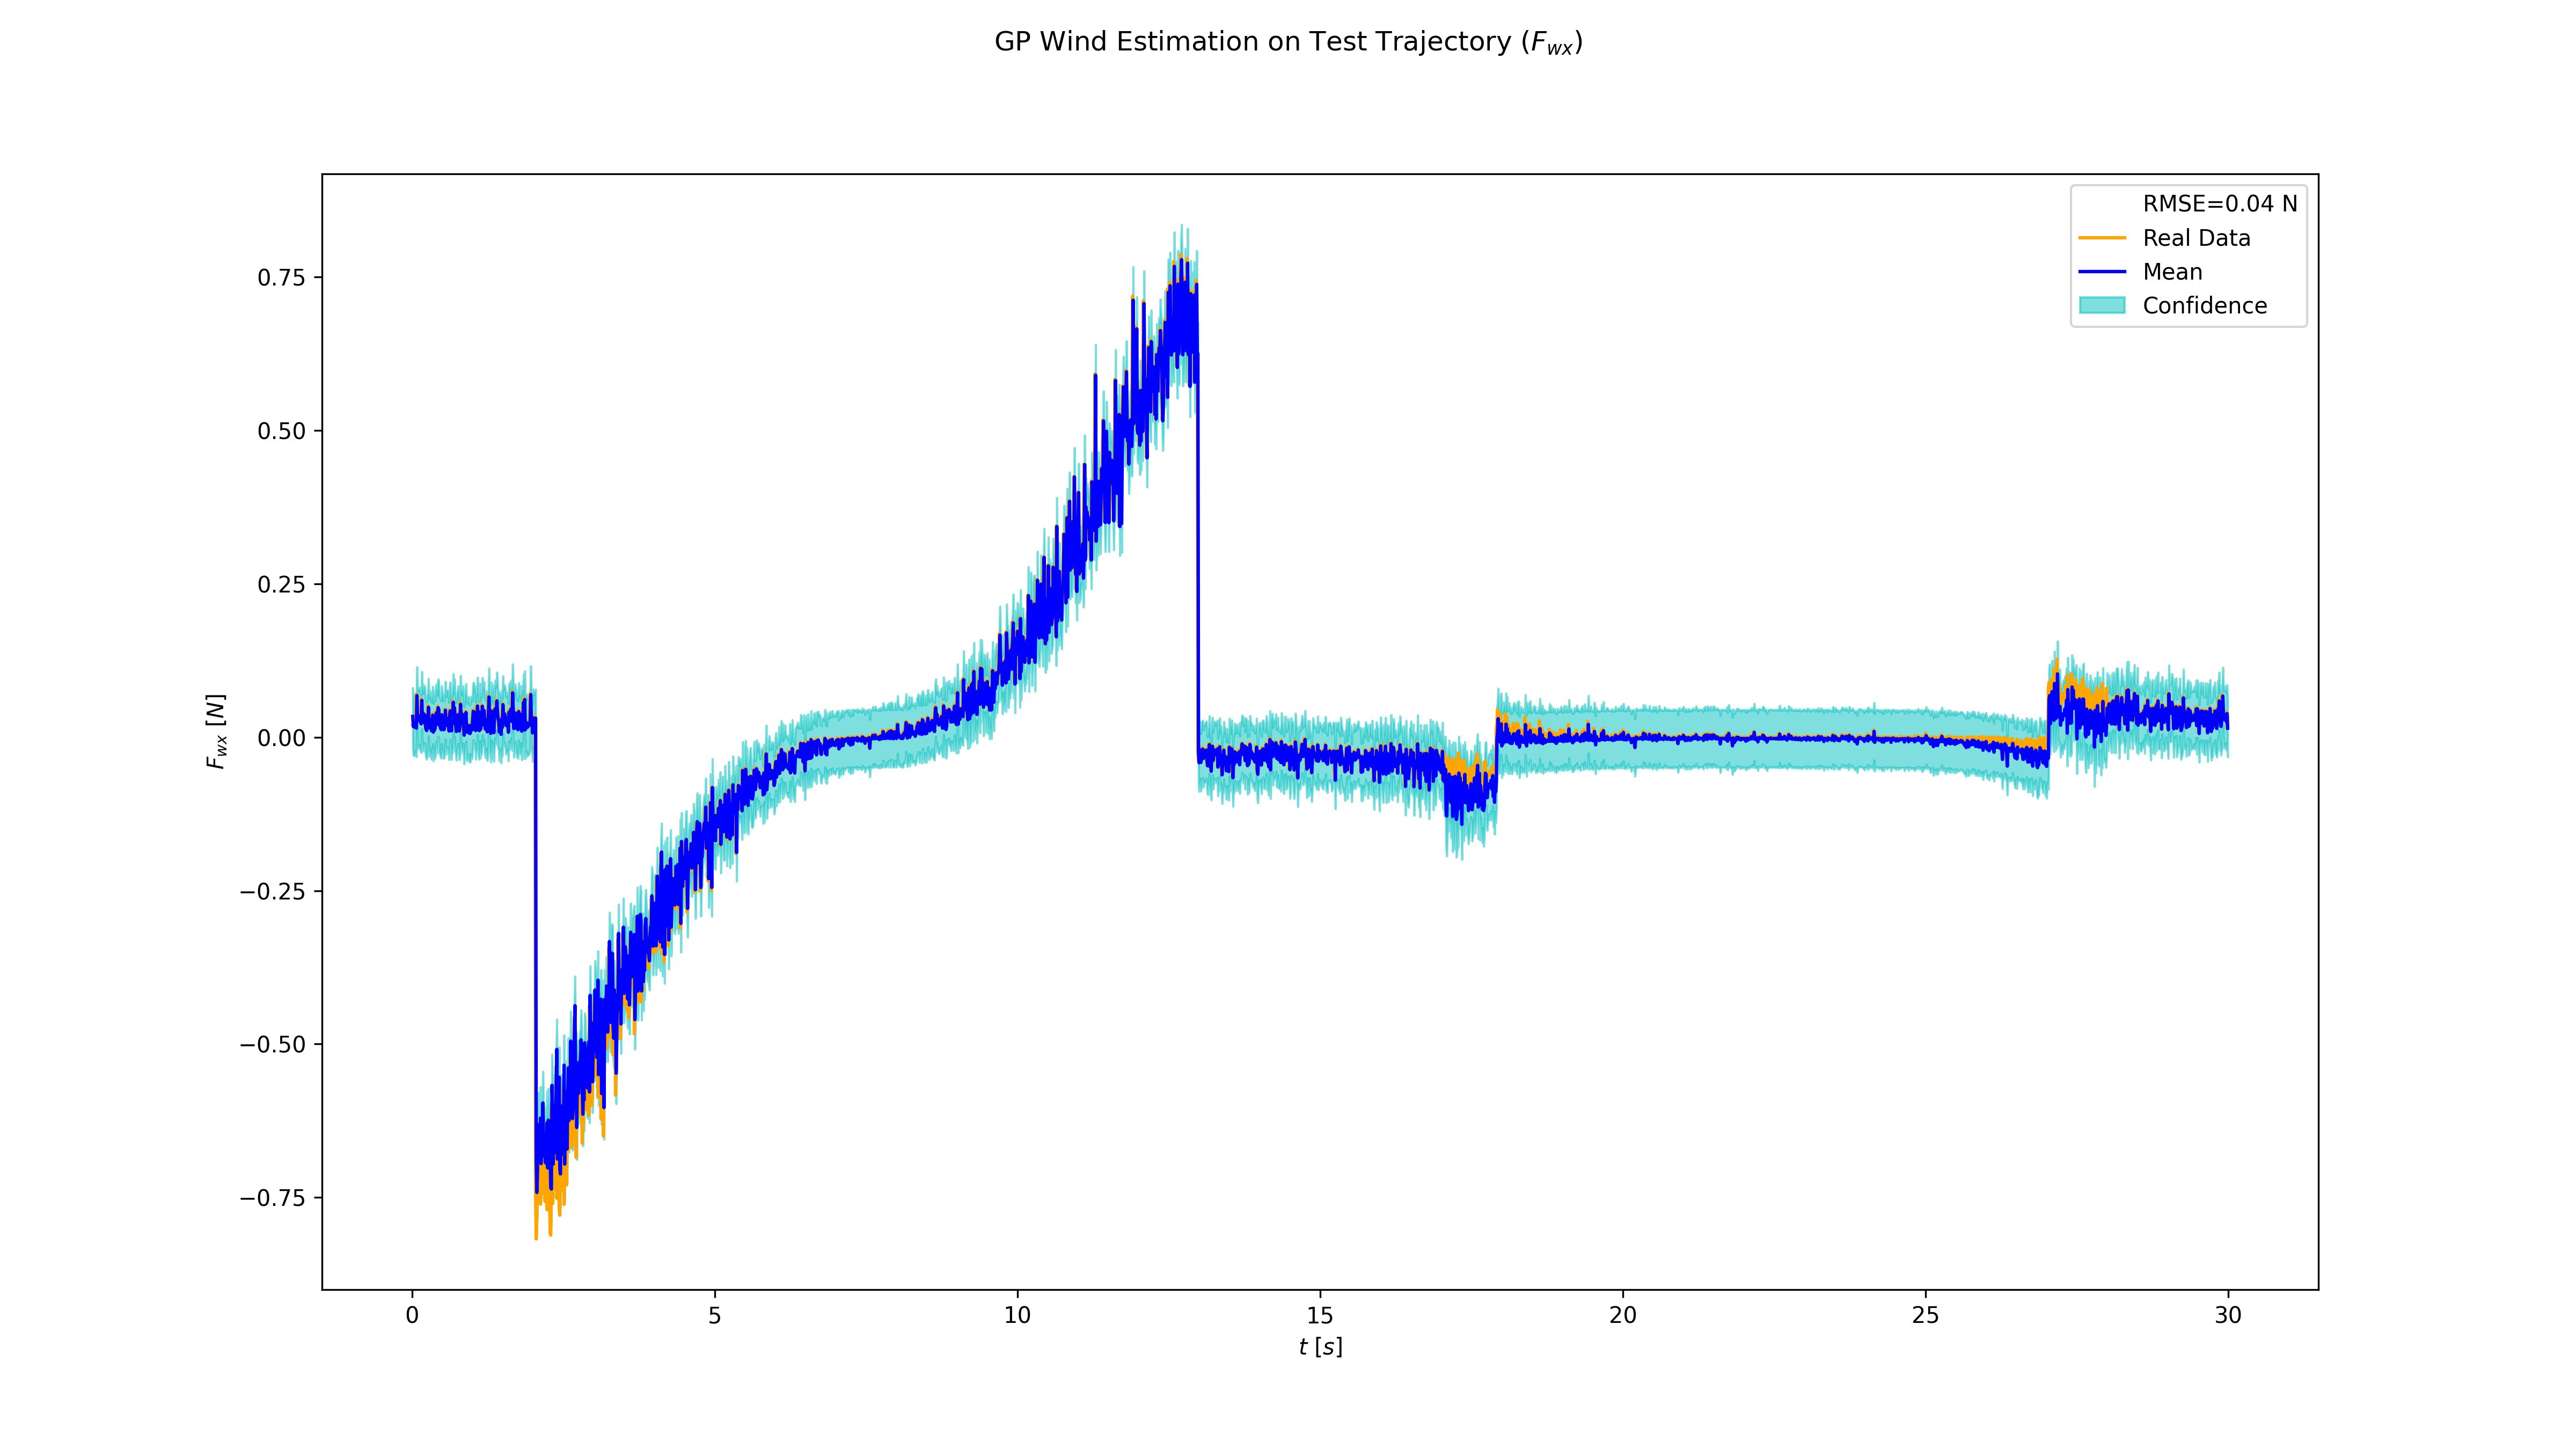 GP Wind Estimation on Test Trajectory (F_wx)
RMSE=0.04 N
Real Data
Mean
Confidence
0.75
0.50
0.25
0.00
−0.25
−0.50
−0.75
F_wx [N]
0 5 10 15 20 25 30
t [s]